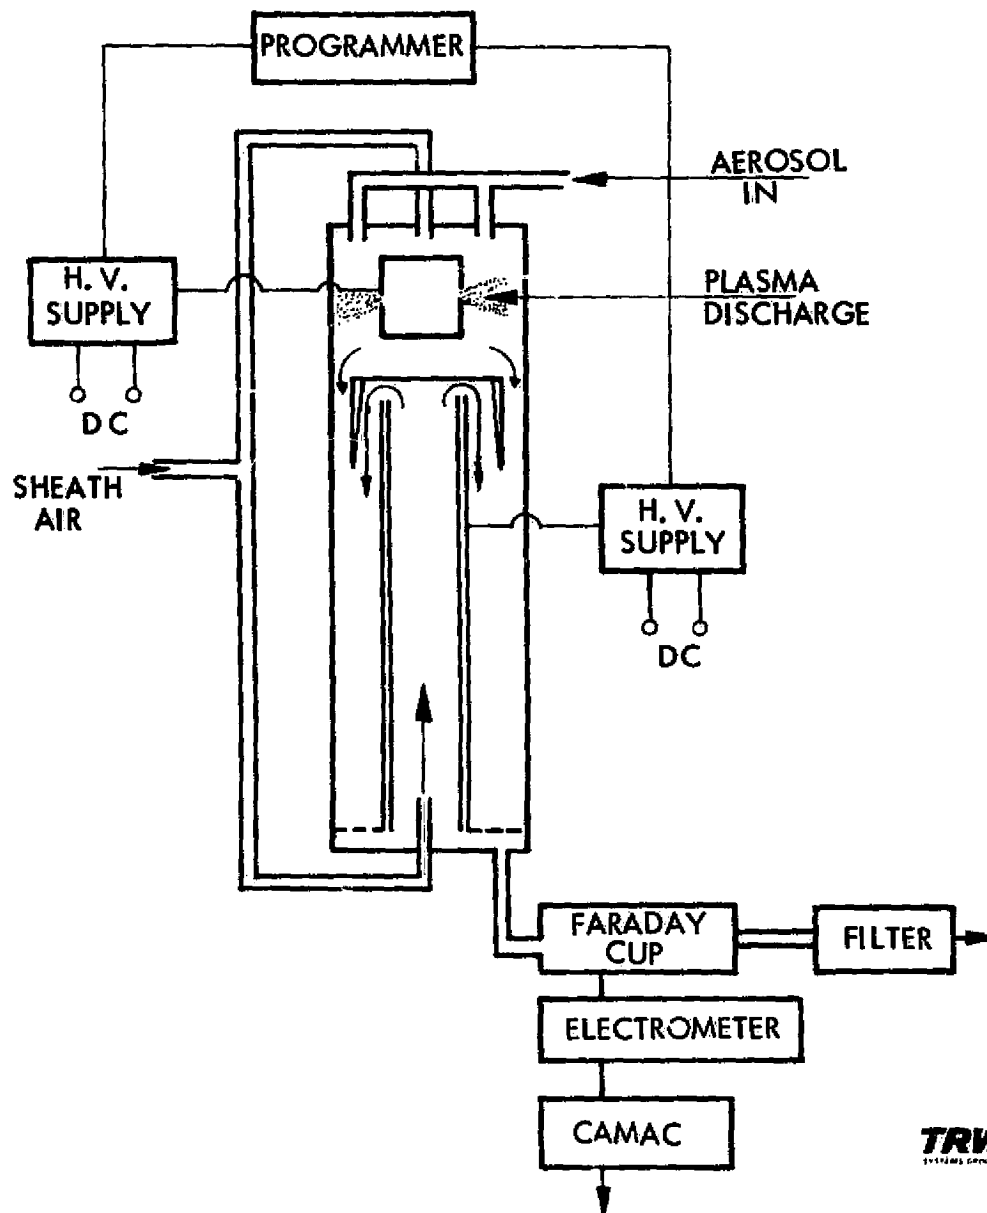 PROGRAMMER
AEROSOL
IN
H. V.
SUPPLY
PLASMA
DISCHARGE
DC
SHEATH
AIR
H. V.
SUPPLY
DC
FARADAY
CUP
FILTER
ELECTROMETER
CAMAC
TRW